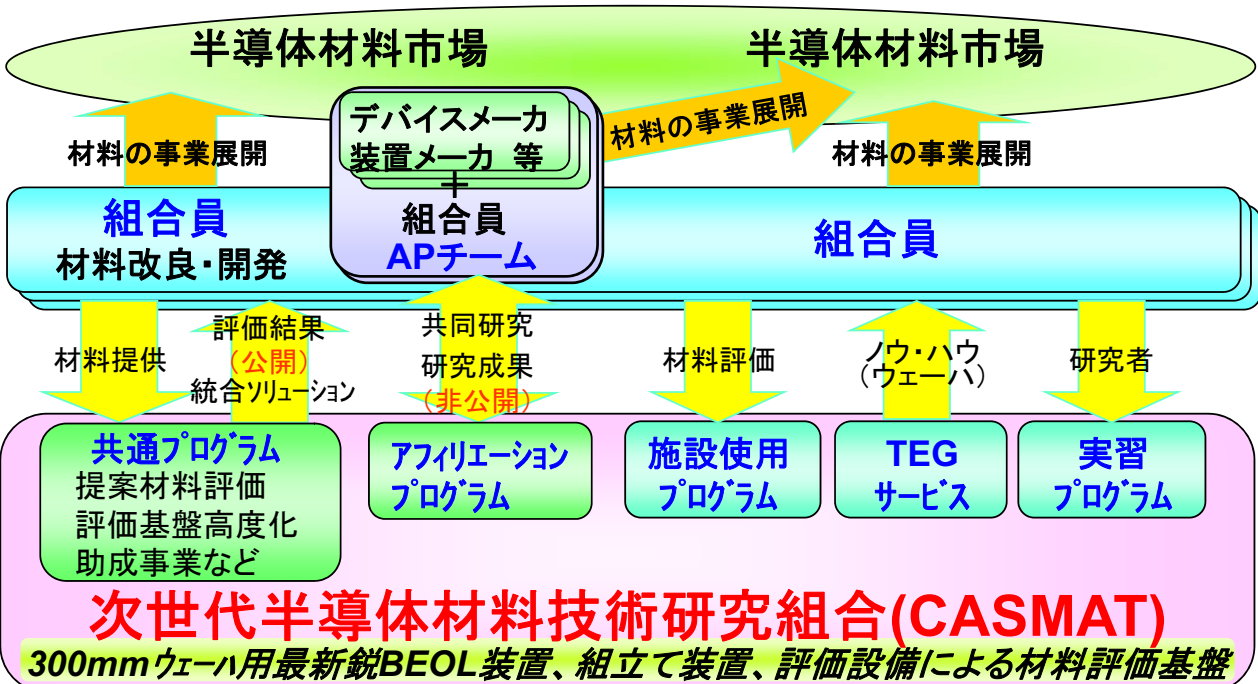 半導体材料市場
半導体材料市場
デバイスメーカ
装置メーカ 等
+
組合員
APチーム
材料の事業展開
材料の事業展開
材料の事業展開
組合員
材料改良・開発
組合員
材料提供
評価結果
(公開)
統合ソリューション
共同研究
研究成果
(非公開)
材料評価
ノウ・ハウ
(ウェーハ)
研究者
共通プログラム
提案材料評価
評価基盤高度化
助成事業など
アフィリエーション
プログラム
施設使用
プログラム
TEG
サービス
実習
プログラム
次世代半導体材料技術研究組合(CASMAT)
300mmウェーハ用最新鋭BEOL装置、組立て装置、評価設備による材料評価基盤